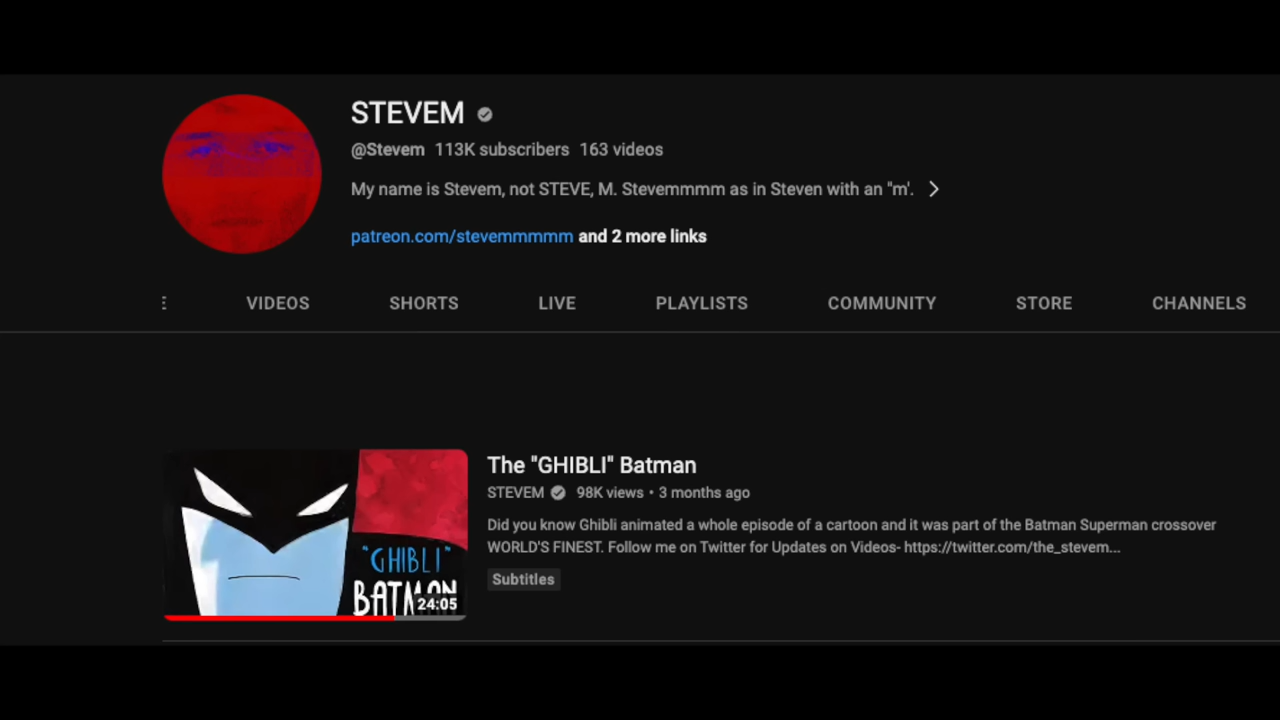 STEVEM
@Stevem 113K subscribers 163 videos
My name is Stevem, not STEVE, M. Stevemmmm as in Steven with an "m'.
patreon.com/stevemmmmm and 2 more links
VIDEOS SHORTS LIVE PLAYLISTS COMMUNITY STORE CHANNELS
"GHIBLI"
BATMAN
24:05
The "GHIBLI" Batman
STEVEM 98K views • 3 months ago
Did you know Ghibli animated a whole episode of a cartoon and it was part of the Batman Superman crossover
WORLD'S FINEST. Follow me on Twitter for Updates on Videos- https://twitter.com/the_stevem...
Subtitles